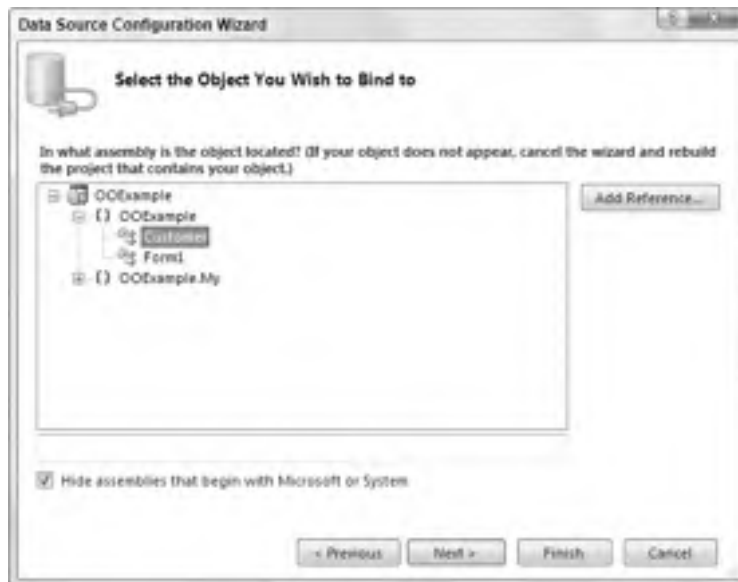 Data Source Configuration Wizard
Select the Object You Wish to Bind to
In what assembly is the object located? (If your object does not appear, cancel the wizard and rebuild
the project that contains your object.)
OOExample
Add Reference...
{} OOExample
Customer
Form1
{} OOExample.My
Hide assemblies that begin with Microsoft or System
< Previous
Next >
Finish
Cancel